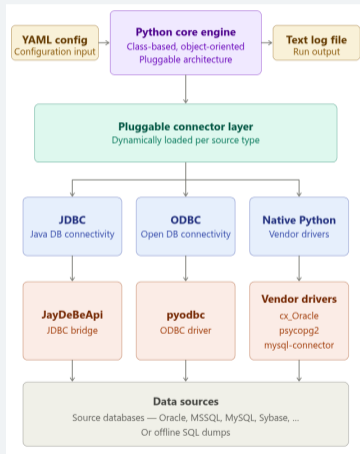 YAML config
Configuration input
Python core engine
Class-based, object-oriented
Pluggable architecture
Text log file
Run output
Pluggable connector layer
Dynamically loaded per source type
JDBC
Java DB connectivity
ODBC
Open DB connectivity
Native Python
Vendor drivers
JayDeBeApi
JDBC bridge
pyodbc
ODBC driver
Vendor drivers
cx_Oracle
psycopg2
mysql-connector
Data sources
Source databases — Oracle, MSSQL, MySQL, Sybase, ...
Or offline SQL dumps